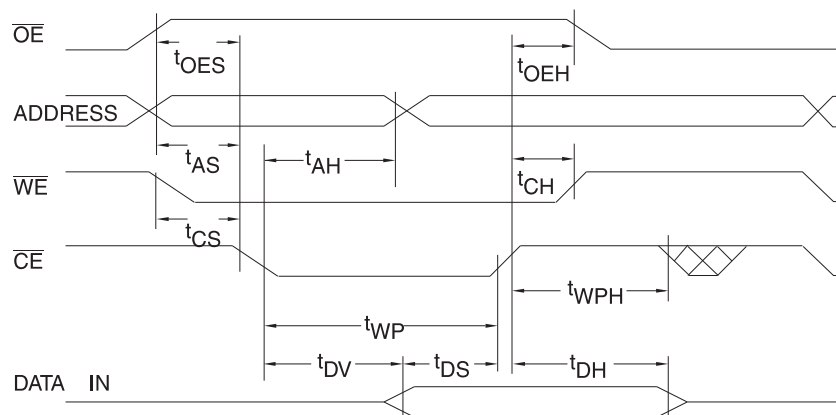 OE
tOES
tOEH
ADDRESS
tAS
tAH
WE
tCH
tCS
CE
tWPH
tWP
tDV
tDS
tDH
DATA IN